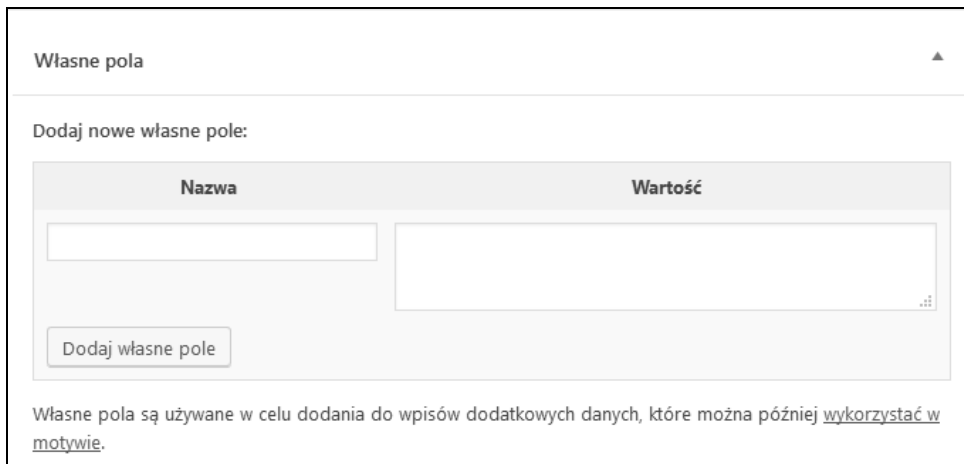 Własne pola
Dodaj nowe własne pole:
Nazwa Wartość
Dodaj własne pole
Własne pola są używane w celu dodania do wpisów dodatkowych danych, które można później wykorzystać w
motywie.